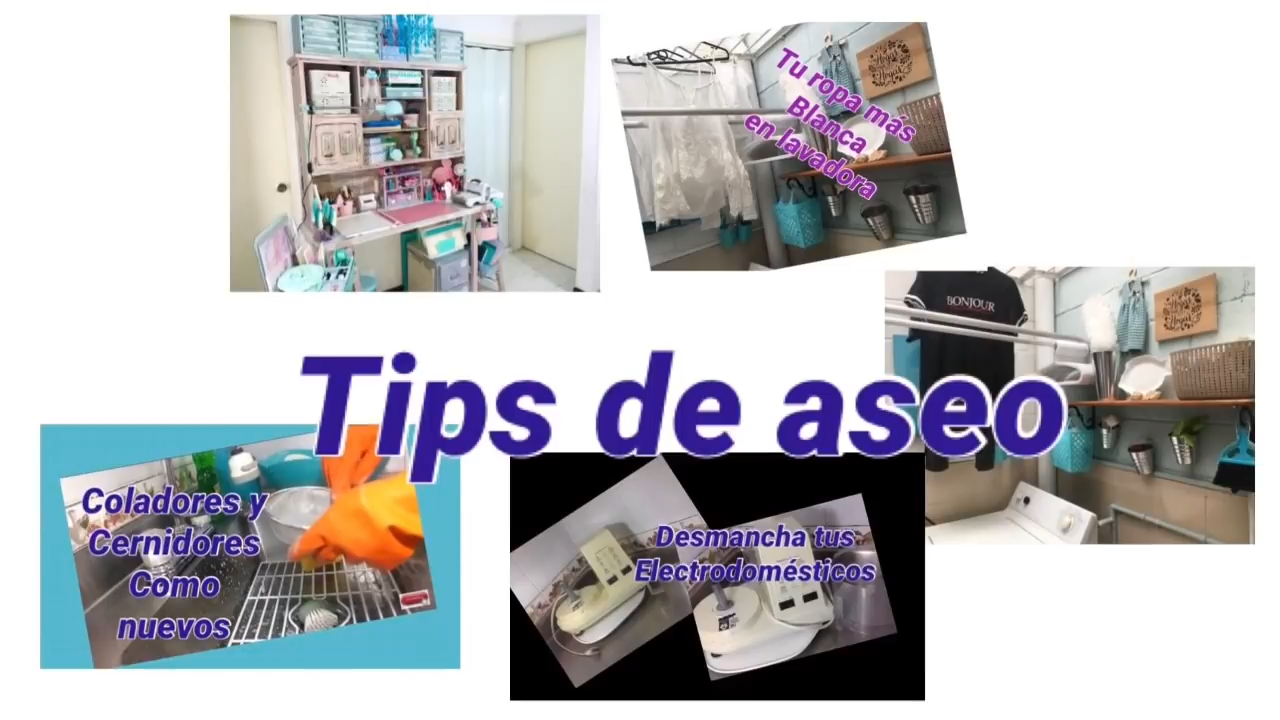 Tu ropa más
Blanca
en lavadora
BONJOUR
Tips de aseo
Coladores y
Cernidores
Como
nuevos
Desmancha tus
Electrodomésticos